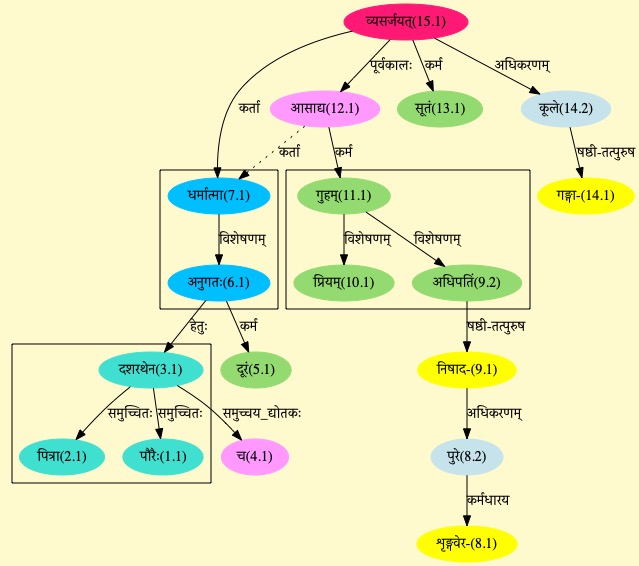 व्यसर्जयत्(15.1)
पूर्वकालः
कर्म
अधिकरणम्
कर्ता
आसाद्य(12.1)
सूतं(13.1)
कूले(14.2)
कर्ता
कर्म
षष्ठी-तत्पुरुष
धर्मात्मा(7.1)
गुहम्(11.1)
गङ्गा-(14.1)
विशेषणम्
विशेषणम्
विशेषणम्
अनुगतः(6.1)
प्रियम्(10.1)
अधिपतिं(9.2)
हेतुः
कर्म
षष्ठी-तत्पुरुष
दशरथेन(3.1)
दूरं(5.1)
निषाद-(9.1)
समुच्चितः
समुच्चितः
समुच्चय_द्योतकः
अधिकरणम्
पित्रा(2.1)
पौरैः(1.1)
च(4.1)
पुरे(8.2)
कर्मधारय
शृङ्गवेर-(8.1)